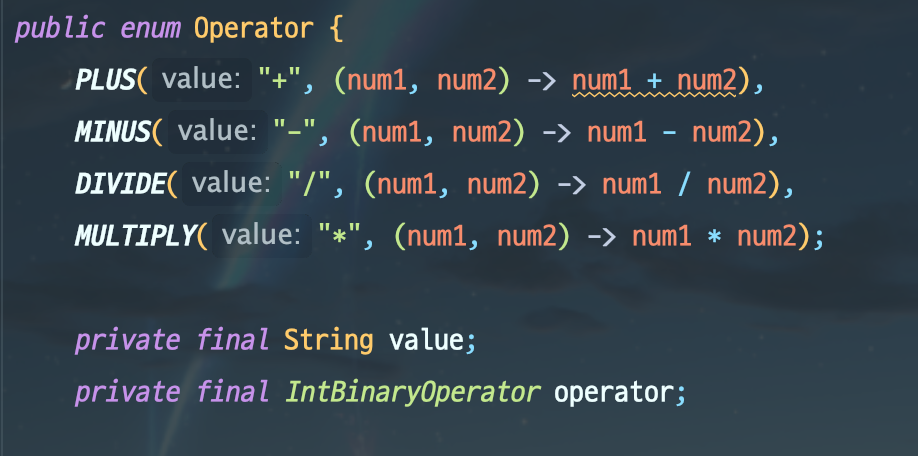 public enum Operator {
PLUS( value: "+", (num1, num2) -> num1 + num2),
MINUS( value: "-", (num1, num2) -> num1 - num2),
DIVIDE( value: "/", (num1, num2) -> num1 / num2),
MULTIPLY( value: "*", (num1, num2) -> num1 * num2);
private final String value;
private final IntBinaryOperator operator;